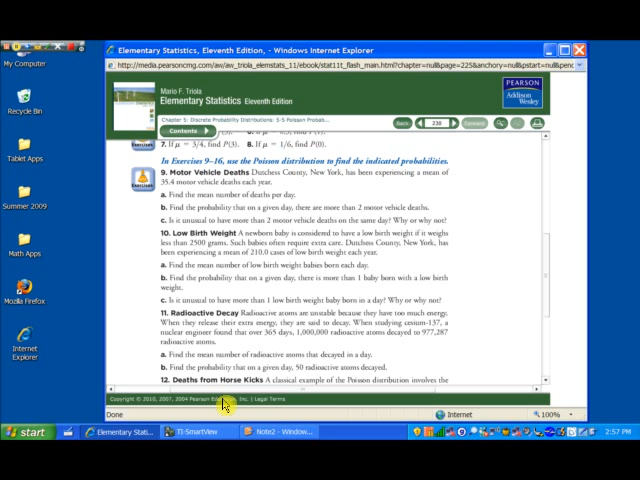 Elementary Statistics, Eleventh Edition, - Windows Internet Explorer
My Computer
http://media.pearsoncmg.com/aw/aw_triola_elemstats_11/ebook/stat11t_flash_main.html?chapter=null&page=225&anchory=null&pstart=null&pend
Mario F. Triola
Elementary Statistics Eleventh Edition
PEARSON
Addison
Wesley
Recycle Bin
Chapter 5: Discrete Probability Distributions: 5-5 Poisson Probab...
Back
238
Forward
Contents
Exercises
7. If μ = 3/4, find P(3). 8. If μ = 1/6, find P(0).
Tablet Apps
In Exercises 9–16, use the Poisson distribution to find the indicated probabilities.
Exercises
9. Motor Vehicle Deaths Dutchess County, New York, has been experiencing a mean of
35.4 motor vehicle deaths each year.
a. Find the mean number of deaths per day.
Summer 2009
b. Find the probability that on a given day, there are more than 2 motor vehicle deaths.
c. Is it unusual to have more than 2 motor vehicle deaths on the same day? Why or why not?
10. Low Birth Weight A newborn baby is considered to have a low birth weight if it weighs
less than 2500 grams. Such babies often require extra care. Dutchess County, New York, has
been experiencing a mean of 210.0 cases of low birth weight each year.
Math Apps
a. Find the mean number of low birth weight babies born each day.
b. Find the probability that on a given day, there is more than 1 baby born with a low birth
weight.
Mozilla Firefox
c. Is it unusual to have more than 1 low birth weight baby born in a day? Why or why not?
11. Radioactive Decay Radioactive atoms are unstable because they have too much energy.
When they release their extra energy, they are said to decay. When studying cesium-137, a
nuclear engineer found that over 365 days, 1,000,000 radioactive atoms decayed to 977,287
radioactive atoms.
Internet
Explorer
a. Find the mean number of radioactive atoms that decayed in a day.
b. Find the probability that on a given day, 50 radioactive atoms decayed.
12. Deaths from Horse Kicks A classical example of the Poisson distribution involves the
Copyright © 2010, 2007, 2004 Pearson Inc. | Legal Terms
Done
Internet
100%
start
Elementary Stati...
TI-SmartView
Note2 - Window...
2:57 PM